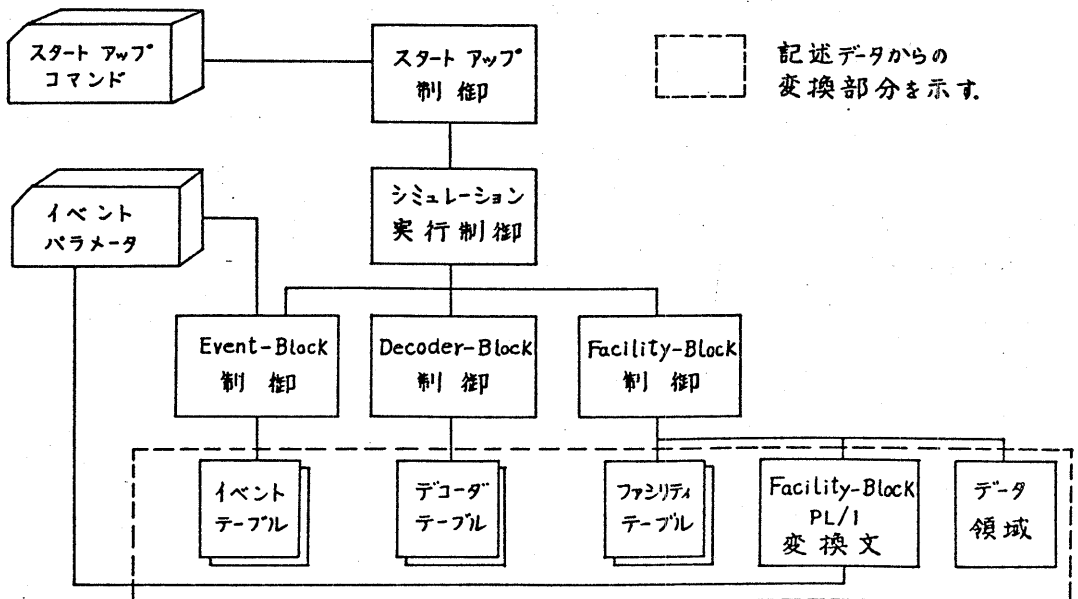 スタート アップ
コマンド
スタート アップ
制御
記述データからの
変換部分を示す.
イベント
パラメータ
シミュレーション
実行制御
Event-Block
制御
Decoder-Block
制御
Facility-Block
制御
イベント
テーブル
デコーダ
テーブル
ファシリティ
テーブル
Facility-Block
PL/1
変換文
データ
領域